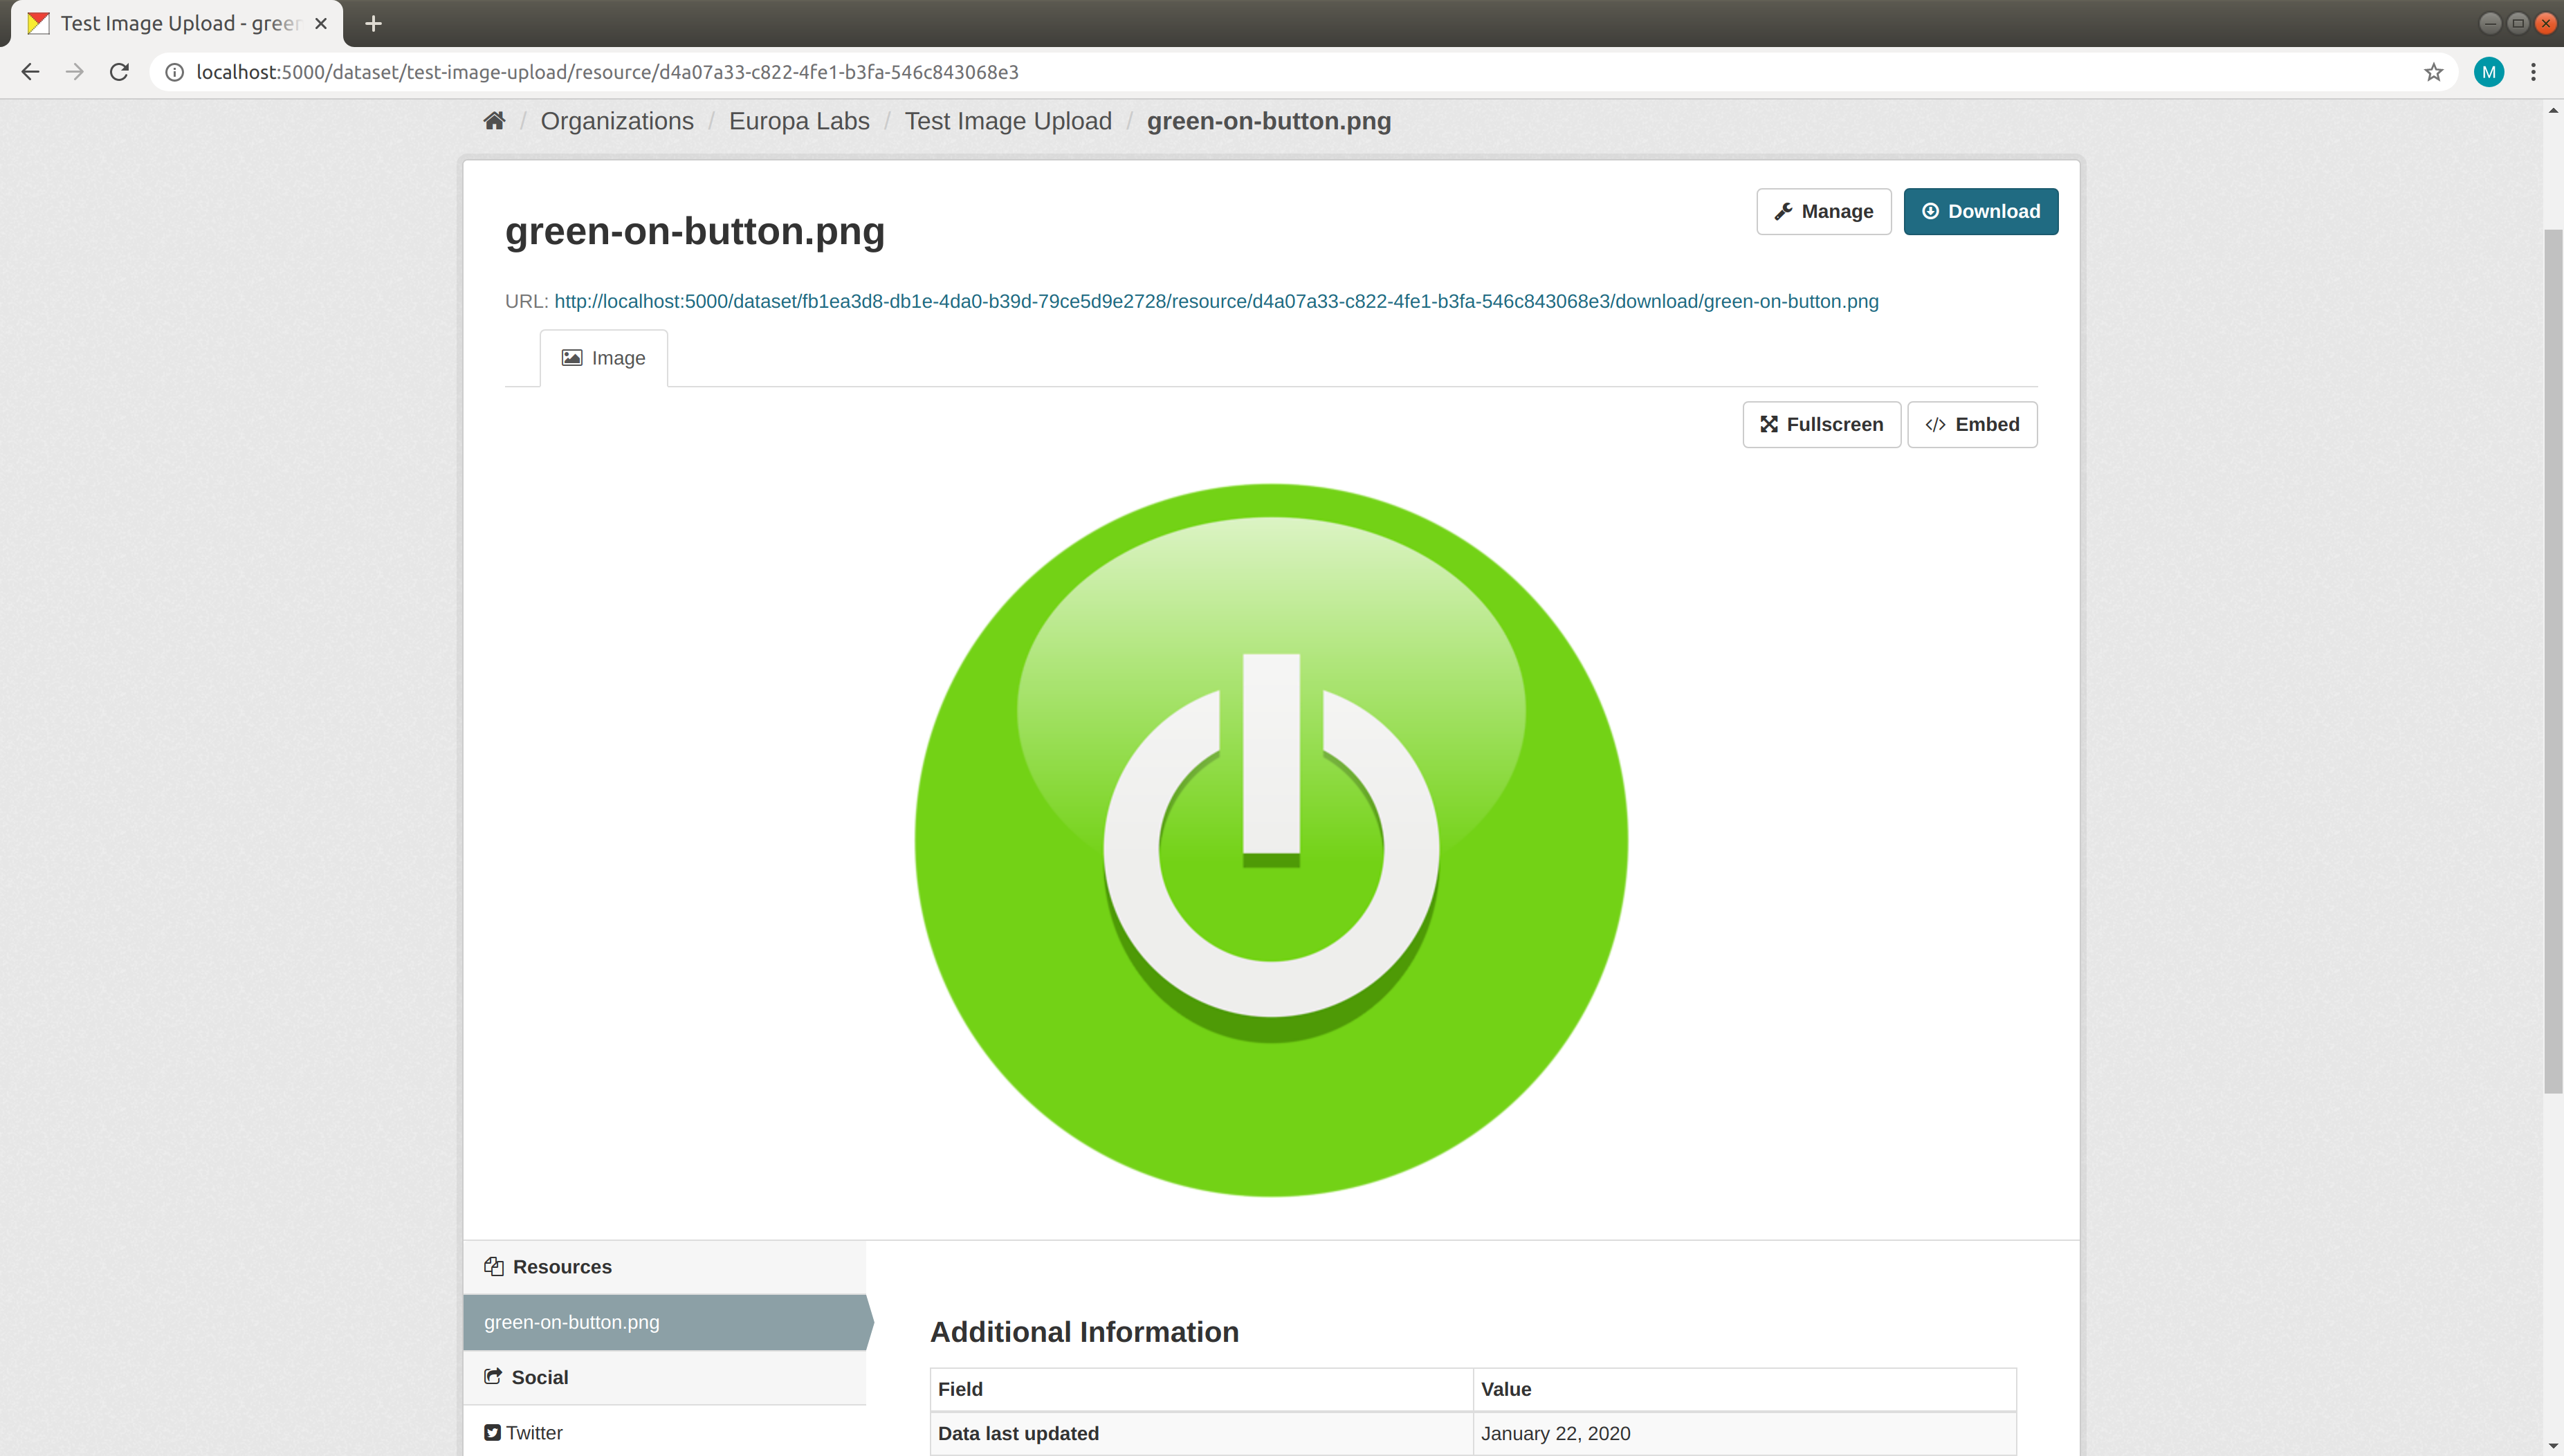 Test Image Upload - green
localhost:5000/dataset/test-image-upload/resource/d4a07a33-c822-4fe1-b3fa-546c843068e3
M
/ Organizations / Europa Labs / Test Image Upload / green-on-button.png
Manage
Download
green-on-button.png
URL: http://localhost:5000/dataset/fb1ea3d8-db1e-4da0-b39d-79ce5d9e2728/resource/d4a07a33-c822-4fe1-b3fa-546c843068e3/download/green-on-button.png
Image
Fullscreen
Embed
Resources
green-on-button.png
Social
Twitter
Additional Information
Field Value
Data last updated January 22, 2020